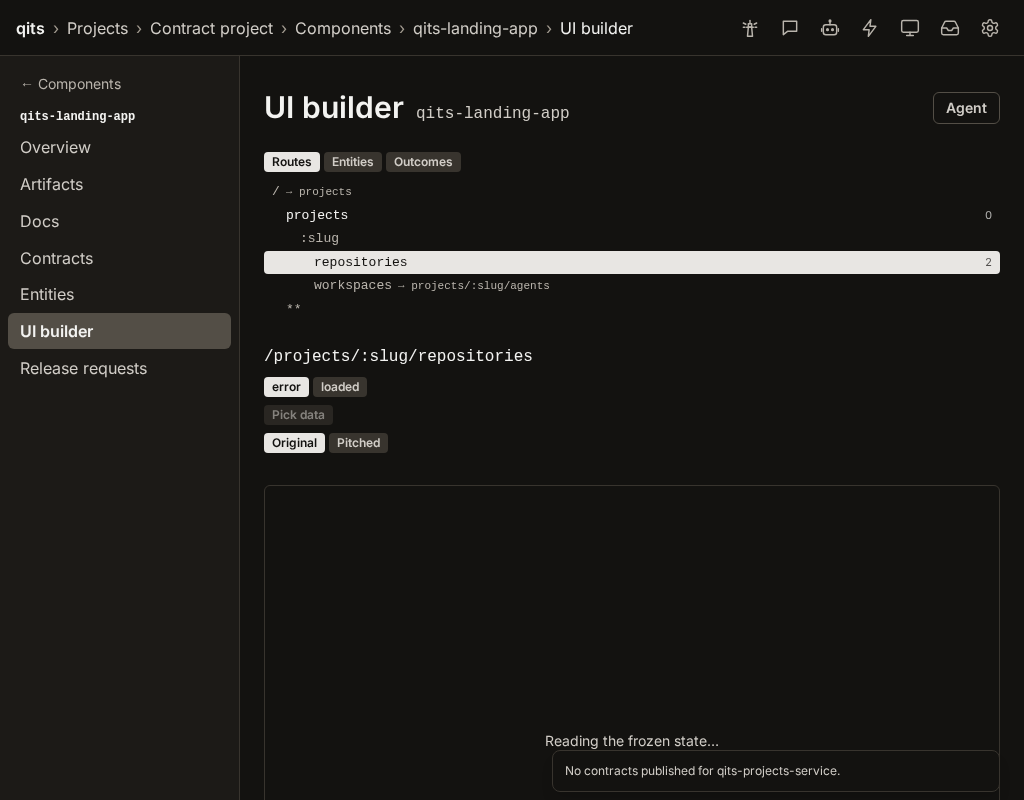 qits › Projects › Contract project › Components › qits-landing-app › UI builder
← Components
qits-landing-app
Overview
Artifacts
Docs
Contracts
Entities
UI builder
Release requests
UI builder qits-landing-app
Agent
Routes Entities Outcomes
/ → projects
projects 0
:slug
repositories 2
workspaces → projects/:slug/agents
**
/projects/:slug/repositories
error loaded
Pick data
Original Pitched
Reading the frozen state…
No contracts published for qits-projects-service.